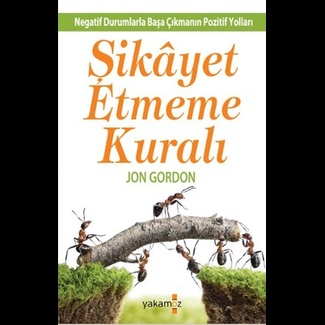 Negatif Durumlarla Başa Çıkmanın Pozitif Yolları
Şikâyet
Etmeme
Kuralı
JON GORDON
yakamoz